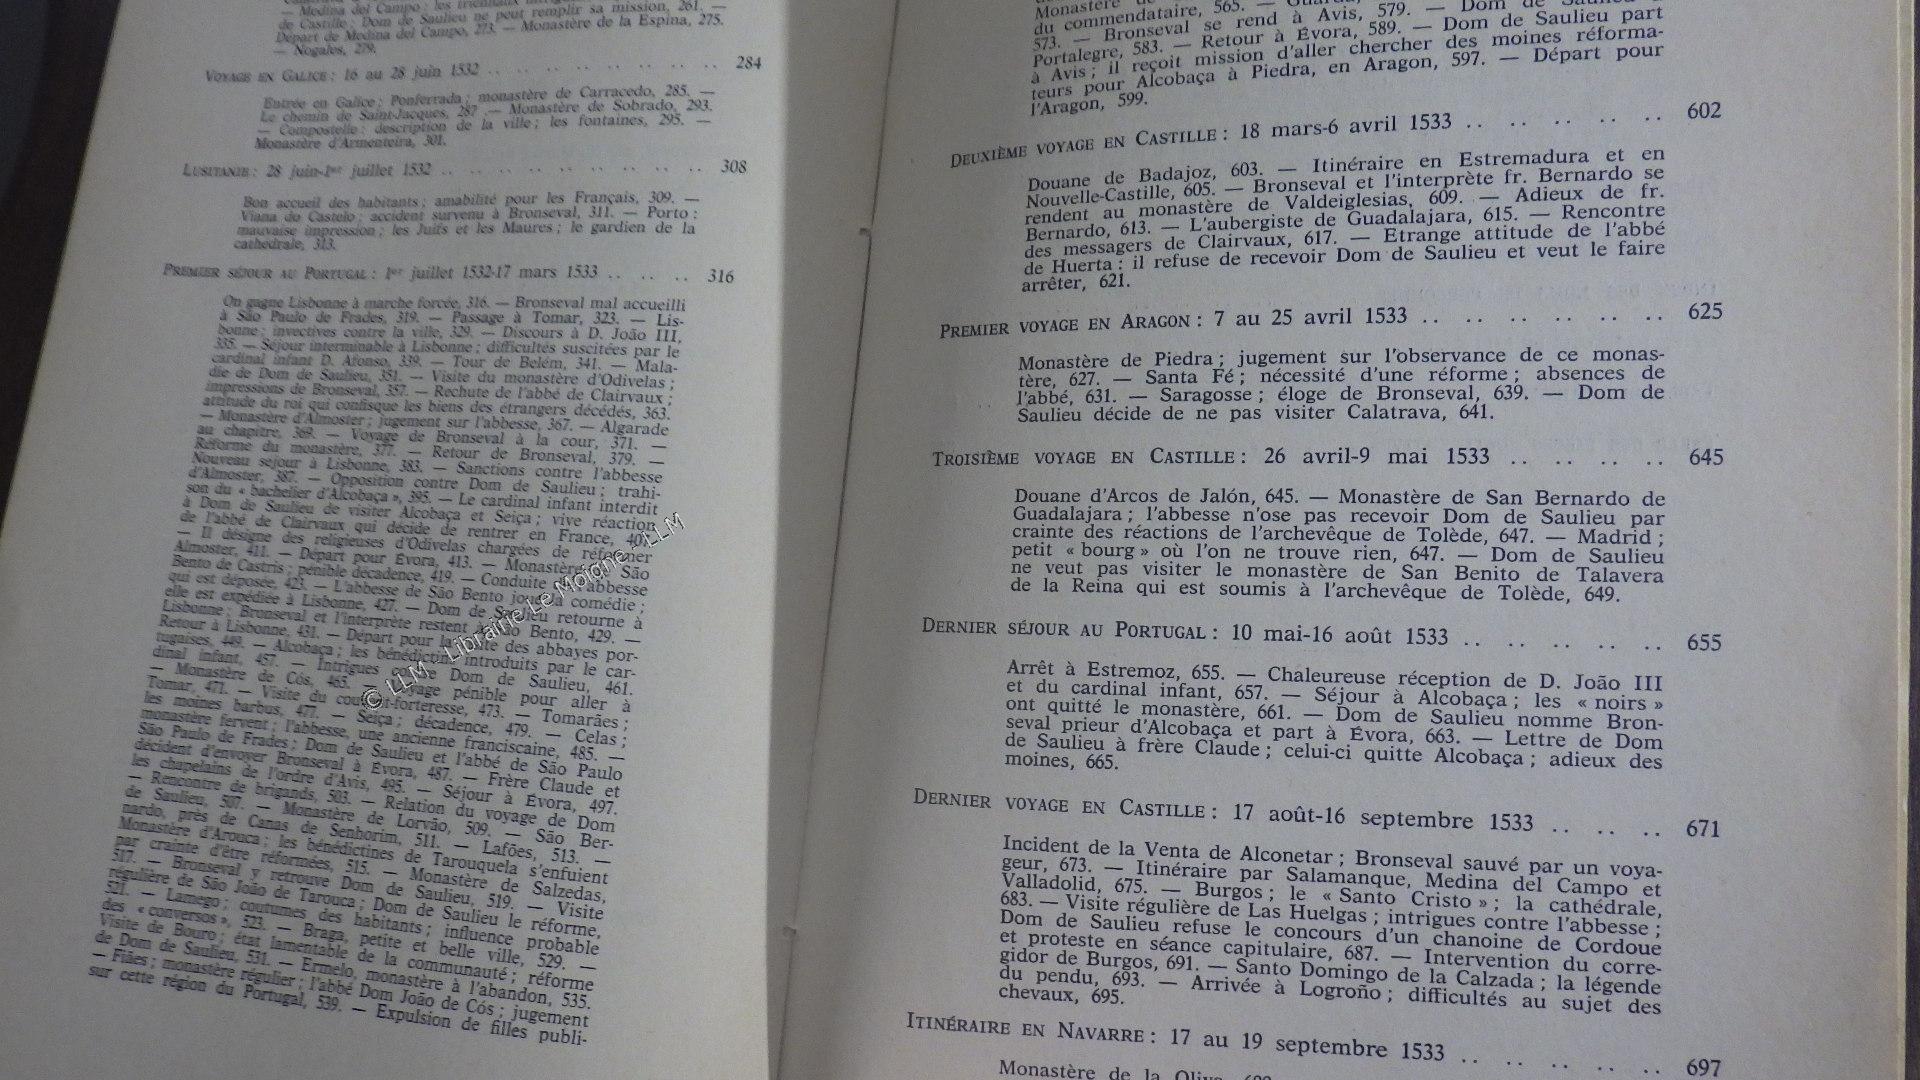 — Medina del Campo : les
de Castille : Dom de Saulieu ne peut remplir sa mission, 261. —
Départ de Medina del Campo, 273. — Monastère de la Espina, 275.
— Nogales, 279.
VOYAGE EN GALICE : 16 au 28 juin 1532 .. .. .. .. .. .. .. .. 284
Entrée en Galice ; Ponferrada ; monastère de Carracedo, 285. —
Le chemin de Saint-Jacques, 287 .— Monastère de Sobrado, 293.
— Compostelle : description de la ville ; les fontaines, 295. —
Monastère d'Armenteira, 301.
LUSITANIE : 28 juin-1er juillet 1532 .. .. .. .. .. .. .. .. .. 308
Bon accueil des habitants ; amabilité pour les Français, 309. —
Viana do Castelo ; accident survenu à Bronseval, 311. — Porto :
mauvaise impression ; les Juifs et les Maures ; le gardien de la
cathédrale, 313.
PREMIER SÉJOUR AU PORTUGAL : 1er juillet 1532-17 mars 1533 .. .. .. 316
On gagne Lisbonne à marche forcée, 316. — Bronseval mal accueilli
à São Paulo de Frades, 319. — Passage à Tomar, 323. — Lis-
bonne ; invectives contre la ville, 329. — Discours à D. João III,
335. — Séjour interminable à Lisbonne ; difficultés suscitées par le
cardinal infant D. Afonso, 339. — Tour de Belém, 341. — Mala-
die de Dom de Saulieu, 351. — Visite du monastère d'Odivelas ;
impressions de Bronseval, 357. — Rechute de l'abbé de Clairvaux ;
attitude du roi qui confisque les biens des étrangers décédés, 363.
— Monastère d'Almoster ; jugement sur l'abbesse, 367. — Algarade
au chapitre, 369. — Voyage de Bronseval à la cour, 371. —
Réforme du monastère, 377. — Retour de Bronseval, 379. —
Nouveau sejour à Lisbonne, 383. — Sanctions contre l'abbesse
d'Almoster, 387. — Opposition contre Dom de Saulieu ; trahi-
son du « bachelier d'Alcobaça », 395. — Le cardinal infant interdit
à Dom de Saulieu de visiter Alcobaça et Seiça ; vive réaction
de l'abbé de Clairvaux qui décide de rentrer en France,
— Il désigne des religieuses d'Odivelas chargées de réformer
Almoster, 411. — Départ pour Évora, 413. — Monastère de São
Bento de Castris ; pénible décadence, 419. — Conduite de l'abbesse
qui est déposée, 423. — L'abbesse de São Bento joue la comédie ;
elle est expédiée à Lisbonne, 427. — Dom de Saulieu retourne à
Lisbonne ; Bronseval et l'interprète restent à São Bento, 429. —
Retour à Lisbonne, 431. — Départ pour la visite des abbayes por-
tugaises, 449. — Alcobaça ; les bénédictins introduits par le car-
dinal infant, 457. — Intrigues contre Dom de Saulieu, 461.
— Monastère de Cós, 465. — Voyage pénible pour aller à
Tomar, 471. — Visite du couvent-forteresse, 473. — Tomarães ;
les moines barbus, 477. — Seiça ; décadence, 479. — Celas ;
monastère fervent ; l'abbesse, une ancienne franciscaine, 485. —
São Paulo de Frades ; Dom de Saulieu et l'abbé de São Paulo
décident d'envoyer Bronseval à Évora, 487. — Frère Claude et
les chapelains de l'ordre d'Avis, 495. — Séjour à Évora, 497.
— Rencontre de brigands, 503. — Relation du voyage de Dom
de Saulieu, 507. — Monastère de Lorvão, 509. — São Ber-
nardo, près de Canas de Senhorim, 511. — Lafões, 513. —
Monastère d'Arouca ; les bénédictines de Tarouquela s'enfuient
par crainte d'être réformées, 515. — Monastère de Salzedas,
517. — Bronseval y retrouve Dom de Saulieu, 519. — Visite
régulière de São João de Tarouca ; Dom de Saulieu le réforme,
521. — Lamego ; coutumes des habitants ; influence probable
des « conversos », 523. — Braga, petite et belle ville, 529. —
Visite de Bouro ; état lamentable de la communauté ; réforme
de Dom de Saulieu, 531. — Ermelo, monastère à l'abandon, 535.
— Fiães ; monastère régulier ; l'abbé Dom João de Cós ; jugement
sur cette région du Portugal, 539. — Expulsion de filles publi-
© LLM - Librairie Le Moigne - LLM
Monastère de
du commendataire, 565. —
573. — Bronseval se rend à Avis, 579. — Dom de Saulieu
Portalegre, 583. — Retour à Évora, 589. — Dom de Saulieu part
à Avis ; il reçoit mission d'aller chercher des moines réforma-
teurs pour Alcobaça à Piedra, en Aragon, 597. — Départ pour
l'Aragon, 599.
DEUXIÈME VOYAGE EN CASTILLE : 18 mars-6 avril 1533 .. .. .. .. .. 602
Douane de Badajoz, 603. — Itinéraire en Estremadura et en
Nouvelle-Castille, 605. — Bronseval et l'interprète fr. Bernardo se
rendent au monastère de Valdeiglesias, 609. — Adieux de fr.
Bernardo, 613. — L'aubergiste de Guadalajara, 615. — Rencontre
des messagers de Clairvaux, 617. — Etrange attitude de l'abbé
de Huerta : il refuse de recevoir Dom de Saulieu et veut le faire
arrêter, 621.
PREMIER VOYAGE EN ARAGON : 7 au 25 avril 1533 .. .. .. .. .. .. 625
Monastère de Piedra ; jugement sur l'observance de ce monas-
tère, 627. — Santa Fé ; nécessité d'une réforme ; absences de
l'abbé, 631. — Saragosse ; éloge de Bronseval, 639. — Dom de
Saulieu décide de ne pas visiter Calatrava, 641.
TROISIÈME VOYAGE EN CASTILLE : 26 avril-9 mai 1533 .. .. .. .. 645
Douane d'Arcos de Jalón, 645. — Monastère de San Bernardo de
Guadalajara ; l'abbesse n'ose pas recevoir Dom de Saulieu par
crainte des réactions de l'archevêque de Tolède, 647. — Madrid ;
petit « bourg » où l'on ne trouve rien, 647. — Dom de Saulieu
ne veut pas visiter le monastère de San Benito de Talavera
de la Reina qui est soumis à l'archevêque de Tolède, 649.
DERNIER SÉJOUR AU PORTUGAL : 10 mai-16 août 1533 .. .. .. .. .. 655
Arrêt à Estremoz, 655. — Chaleureuse réception de D. João III
et du cardinal infant, 657. — Séjour à Alcobaça ; les « noirs »
ont quitté le monastère, 661. — Dom de Saulieu nomme Bron-
seval prieur d'Alcobaça et part à Évora, 663. — Lettre de Dom
de Saulieu à frère Claude ; celui-ci quitte Alcobaça ; adieux des
moines, 665.
DERNIER VOYAGE EN CASTILLE : 17 août-16 septembre 1533 .. .. .. 671
Incident de la Venta de Alconetar ; Bronseval sauvé par un voya-
geur, 673. — Itinéraire par Salamanque, Medina del Campo et
Valladolid, 675. — Burgos ; le « Santo Cristo » ; la cathédrale,
683. — Visite régulière de Las Huelgas ; intrigues contre l'abbesse ;
Dom de Saulieu refuse le concours d'un chanoine de Cordoue
et proteste en séance capitulaire, 687. — Intervention du corre-
gidor de Burgos, 691. — Santo Domingo de la Calzada ; la légende
du pendu, 693. — Arrivée à Logroño ; difficultés au sujet des
chevaux, 695.
ITINÉRAIRE EN NAVARRE : 17 au 19 septembre 1533 .. .. .. .. .. 697
Monastère de la Oliva,